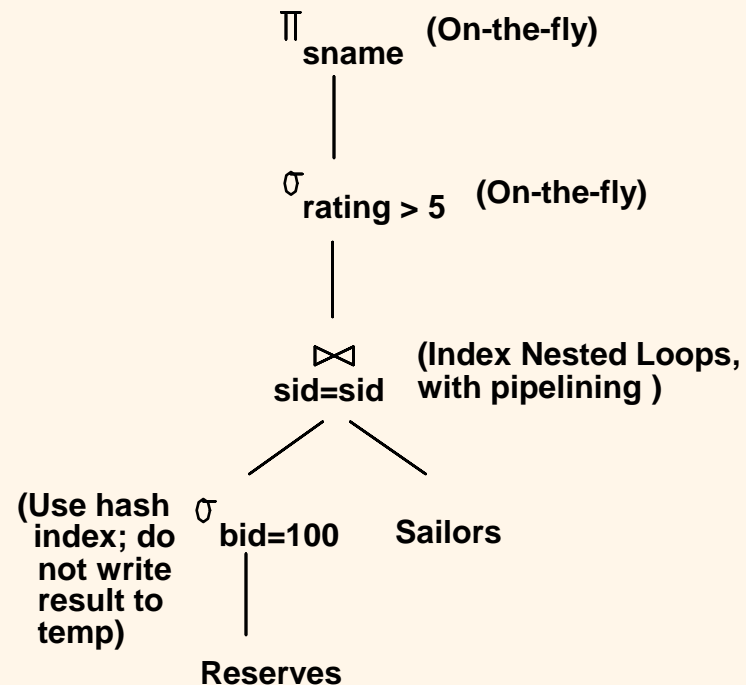 π sname (On-the-fly)
σ rating > 5 (On-the-fly)
⋈ (Index Nested Loops,
sid=sid with pipelining )
(Use hash
index; do
not write
result to
temp)
σ bid=100
Sailors
Reserves